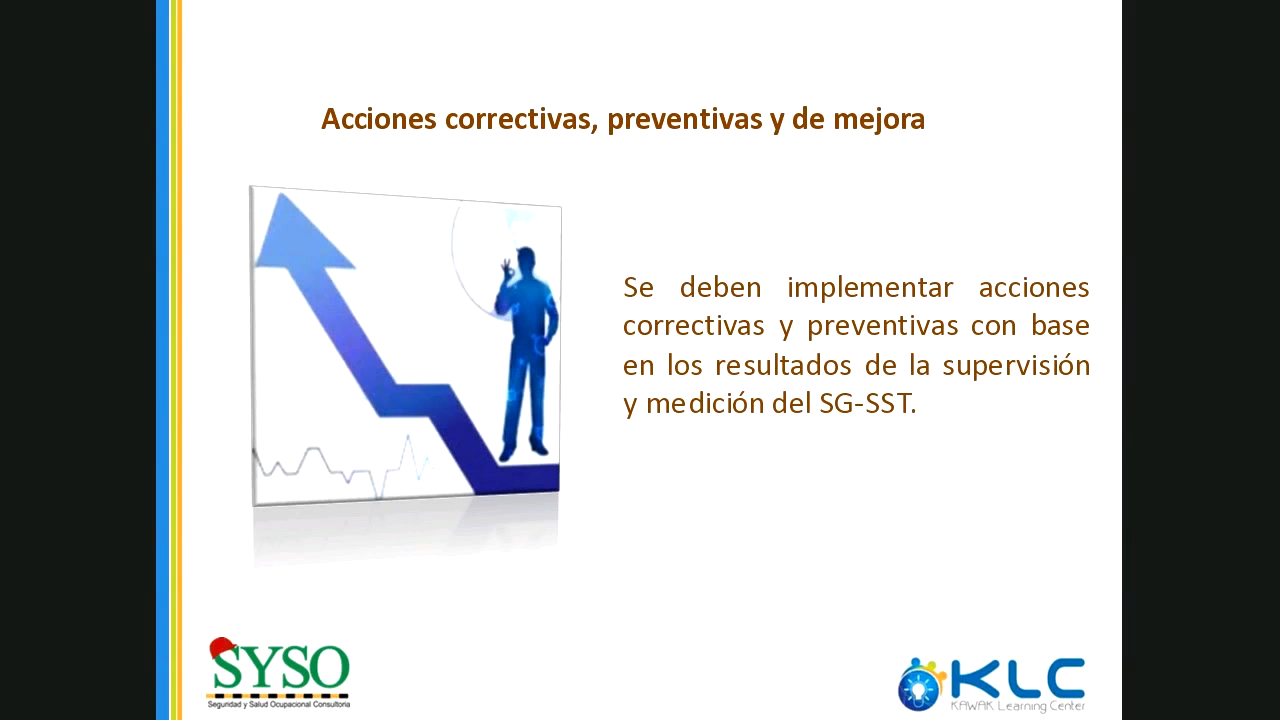 Acciones correctivas, preventivas y de mejora
Se deben implementar acciones
correctivas y preventivas con base
en los resultados de la supervisión
y medición del SG-SST.
SYSO
Seguridad y Salud Ocupacional Consultoria
KLC
KAWAK Learning Center